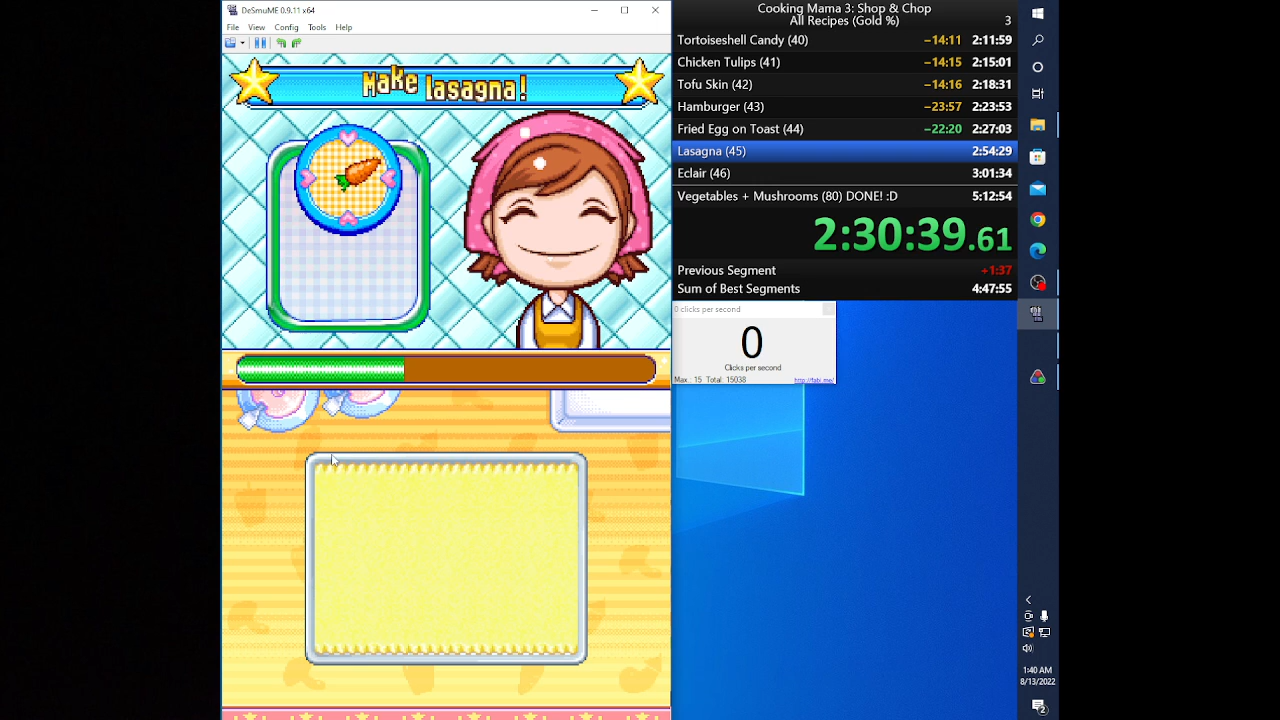 DeSmuME 0.9.11 x64
File View Config Tools Help
Make lasagna!
Cooking Mama 3: Shop & Chop
All Recipes (Gold %) 3
Tortoiseshell Candy (40) −14:11 2:11:59
Chicken Tulips (41) −14:15 2:15:01
Tofu Skin (42) −14:16 2:18:31
Hamburger (43) −23:57 2:23:53
Fried Egg on Toast (44) −22:20 2:27:03
Lasagna (45) 2:54:29
Eclair (46) 3:01:34
Vegetables + Mushrooms (80) DONE! :D 5:12:54
2:30:39.61
Previous Segment +1:37
Sum of Best Segments 4:47:55
0 clicks per second
0
Clicks per second
Max.: 15 Total: 15038
1:40 AM
8/13/2022
2